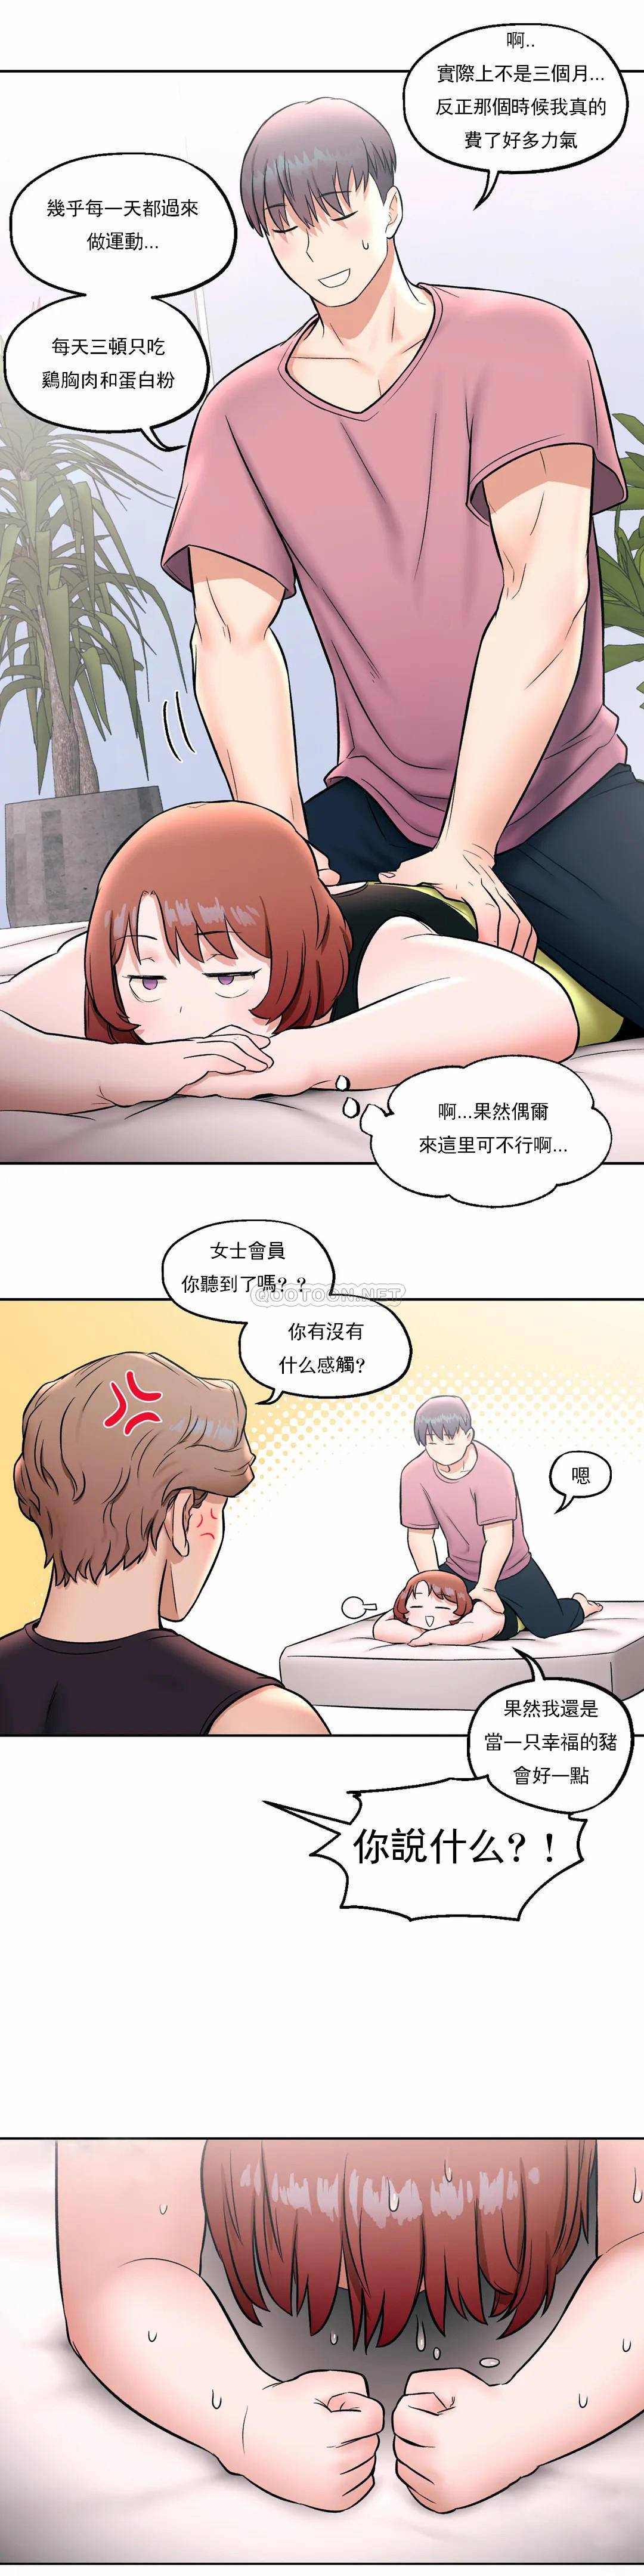 啊..
實際上不是三個月...
反正那個時候我真的
費了好多力氣
幾乎每一天都過來
做運動...
每天三頓只吃
鷄胸肉和蛋白粉
啊...果然偶爾
來這里可不行啊...
女士會員
你聽到了嗎？？
QOOTOON.NET
你有沒有
什么感觸？
嗯
果然我還是
當一只幸福的豬
會好一點
你說什么？！